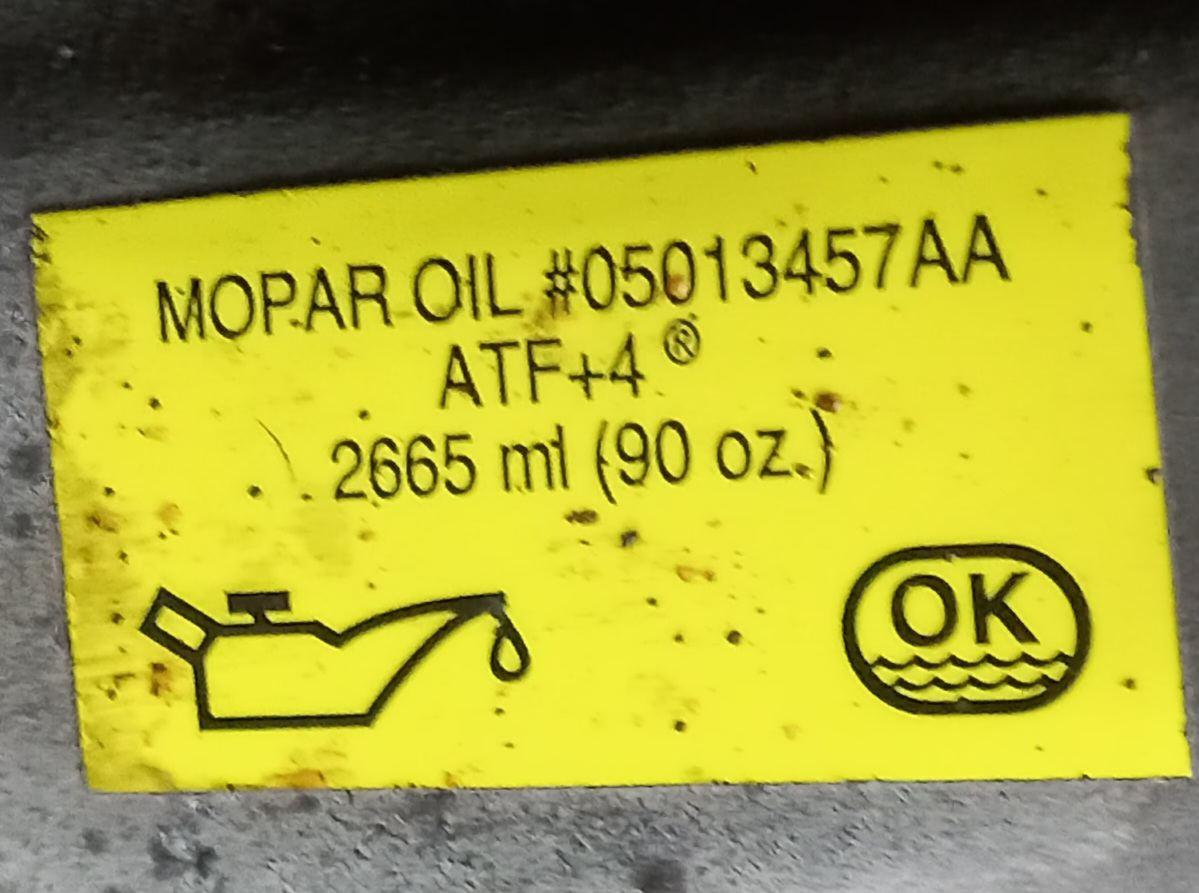 MOPAR OIL #05013457AA
ATF+4 ®
2665 ml (90 oz.)
OK